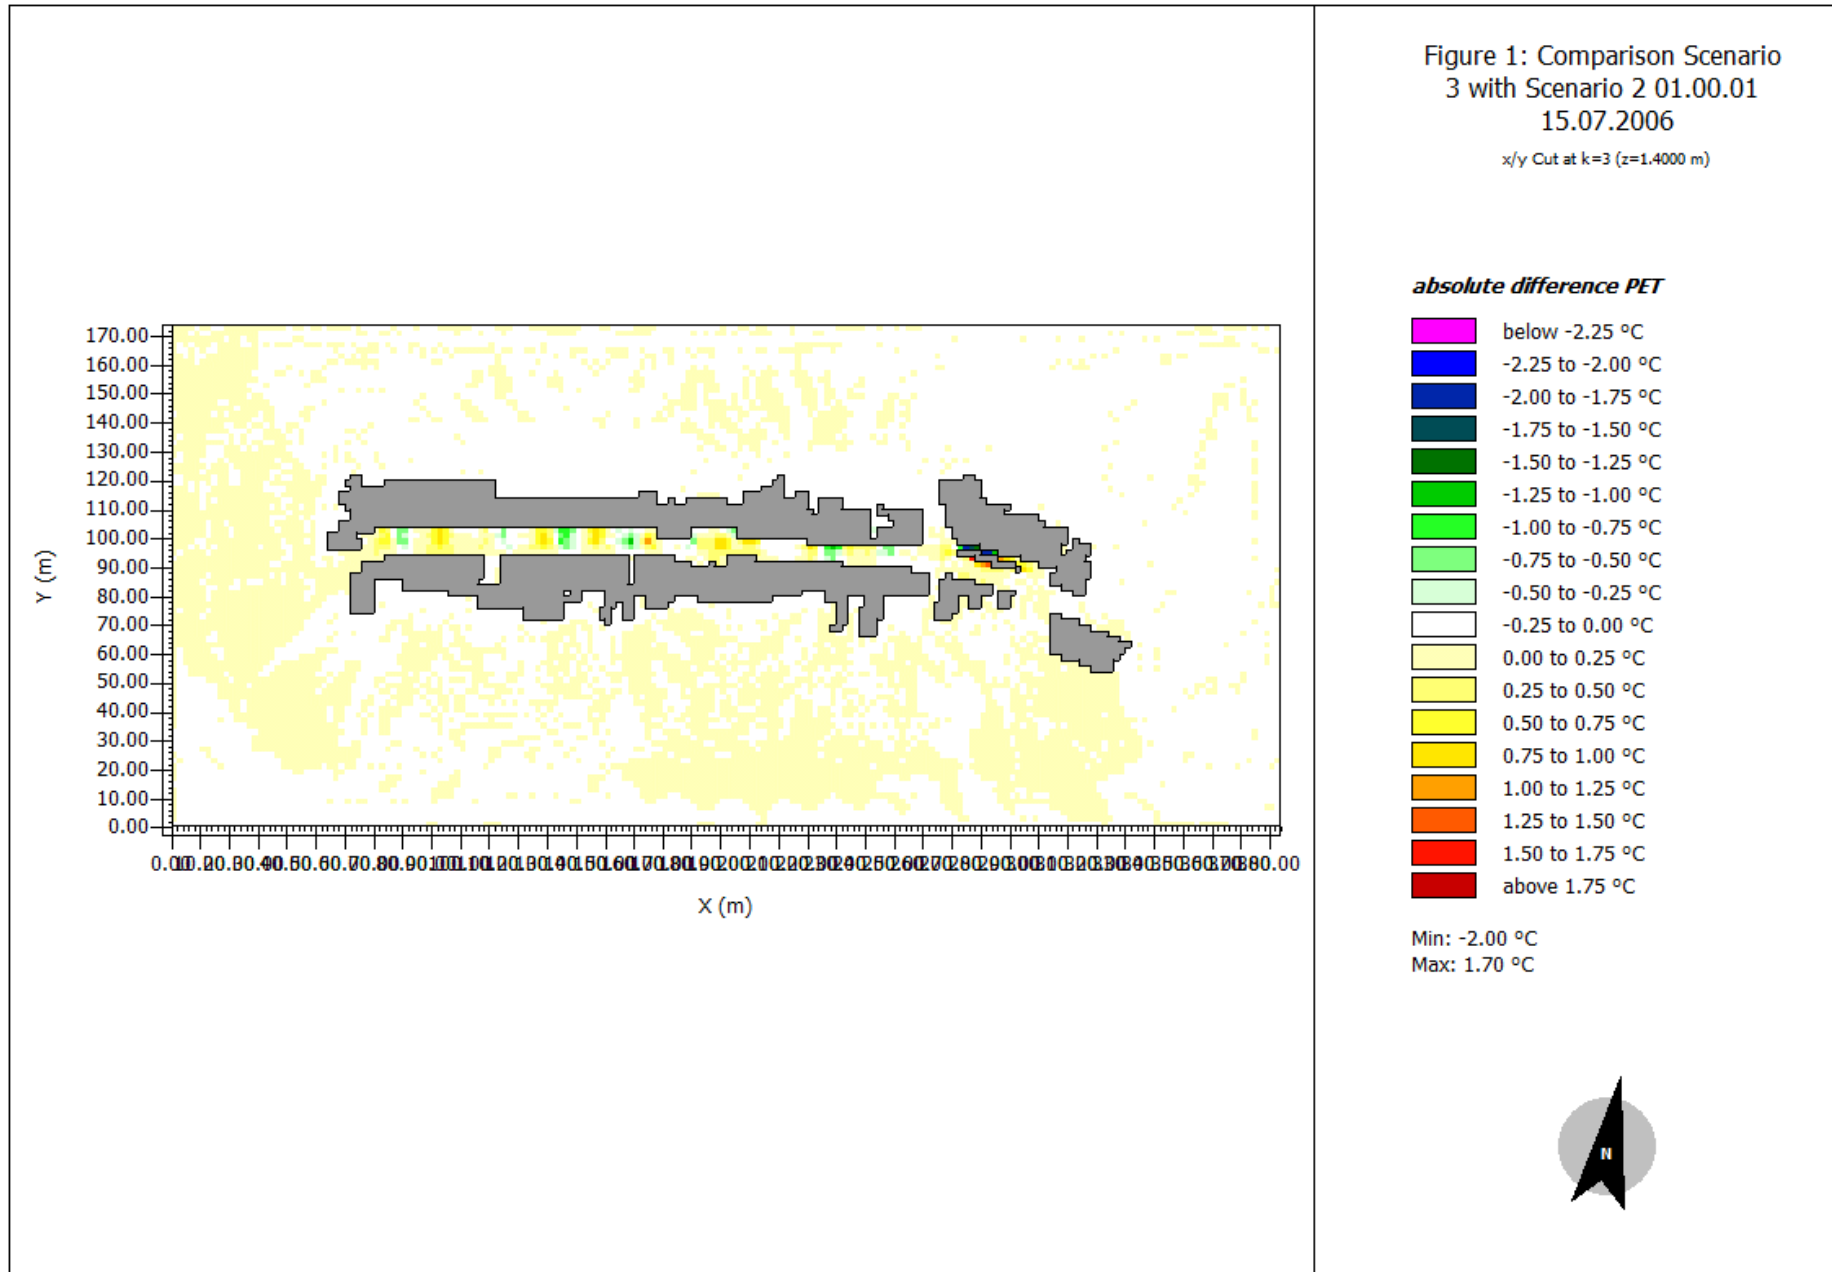 Figure 1: Comparison Scenario
3 with Scenario 2 01.00.01
15.07.2006
x/y Cut at k=3 (z=1.4000 m)
absolute difference PET
below -2.25 °C
-2.25 to -2.00 °C
-2.00 to -1.75 °C
-1.75 to -1.50 °C
-1.50 to -1.25 °C
-1.25 to -1.00 °C
-1.00 to -0.75 °C
-0.75 to -0.50 °C
-0.50 to -0.25 °C
-0.25 to 0.00 °C
0.00 to 0.25 °C
0.25 to 0.50 °C
0.50 to 0.75 °C
0.75 to 1.00 °C
1.00 to 1.25 °C
1.25 to 1.50 °C
1.50 to 1.75 °C
above 1.75 °C
Min: -2.00 °C
Max: 1.70 °C
N
170.00
160.00
150.00
140.00
130.00
120.00
110.00
100.00
90.00
80.00
70.00
60.00
50.00
40.00
30.00
20.00
10.00
0.00
Y (m)
X (m)